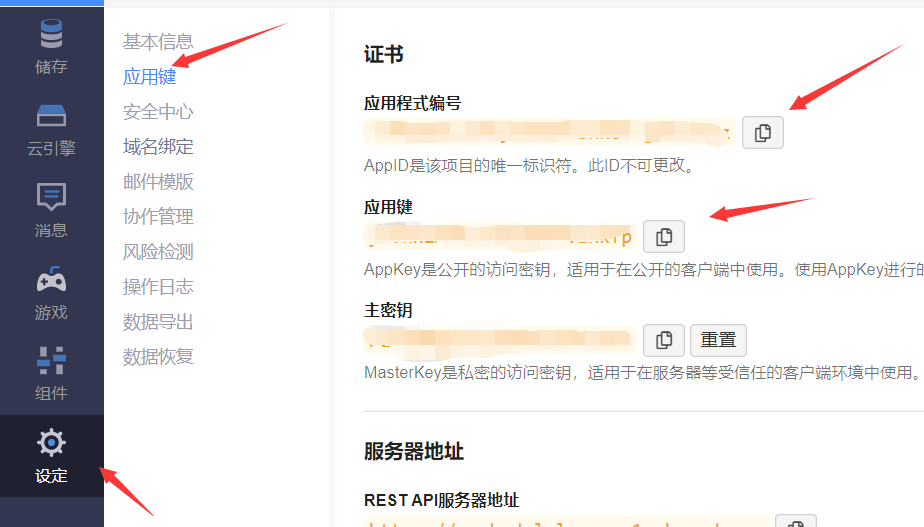 储存
云引擎
消息
游戏
组件
设定
基本信息
应用键
安全中心
域名绑定
邮件模版
协作管理
风险检测
操作日志
数据导出
数据恢复
证书
应用程式编号
AppID是该项目的唯一标识符。此ID不可更改。
应用键
AppKey是公开的访问密钥，适用于在公开的客户端中使用。使用AppKey进行的
主密钥
重置
MasterKey是私密的访问密钥，适用于在服务器等受信任的客户端环境中使用。
服务器地址
REST API服务器地址